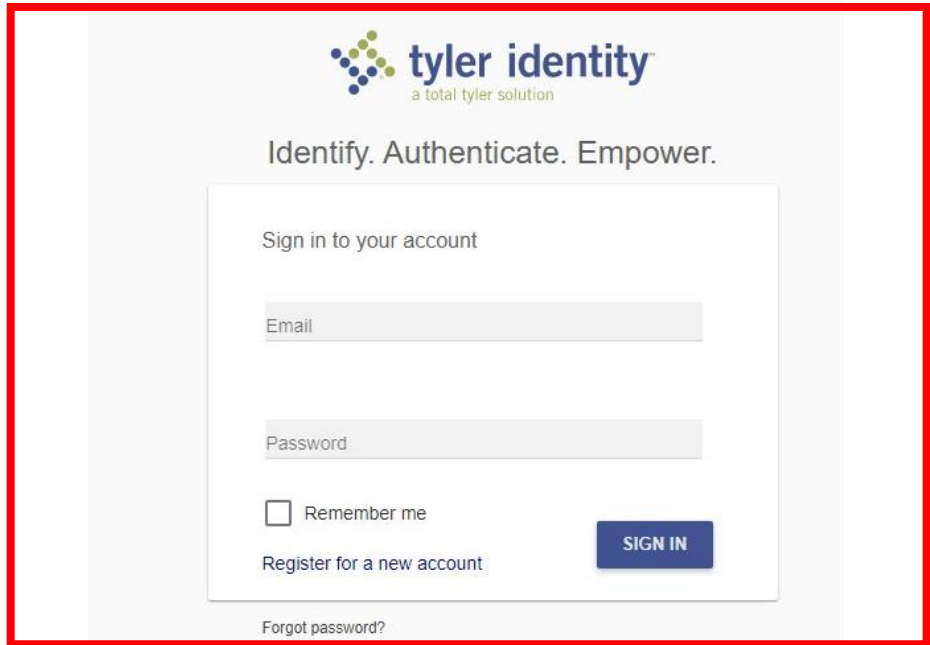 tyler identity™
a total tyler solution
Identify. Authenticate. Empower.
Sign in to your account
Email
Password
Remember me
SIGN IN
Register for a new account
Forgot password?